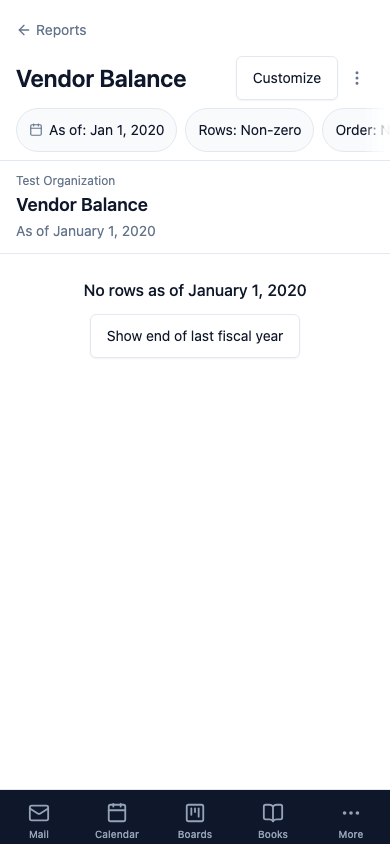 Reports
Vendor Balance
Customize
As of: Jan 1, 2020
Rows: Non-zero
Order:
Test Organization
Vendor Balance
As of January 1, 2020
No rows as of January 1, 2020
Show end of last fiscal year
Mail
Calendar
Boards
Books
More